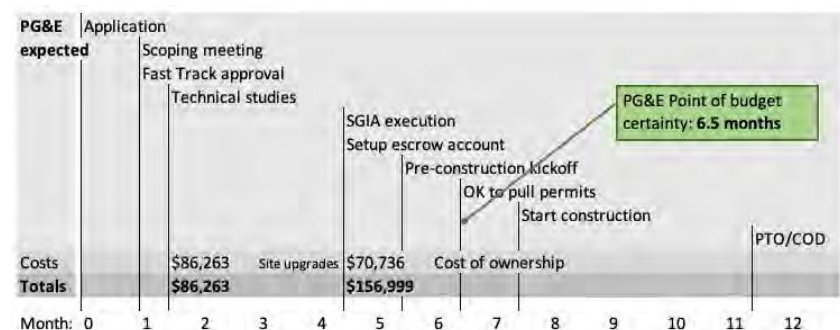 PG&E Application
expected Scoping meeting
Fast Track approval
Technical studies
SGIA execution
Setup escrow account
Pre-construction kickoff
OK to pull permits
Start construction
PG&E Point of budget
certainty: 6.5 months
PTO/COD
Costs $86,263 Site upgrades $70,736 Cost of ownership
Totals $86,263 $156,999
Month: 0 1 2 3 4 5 6 7 8 9 10 11 12